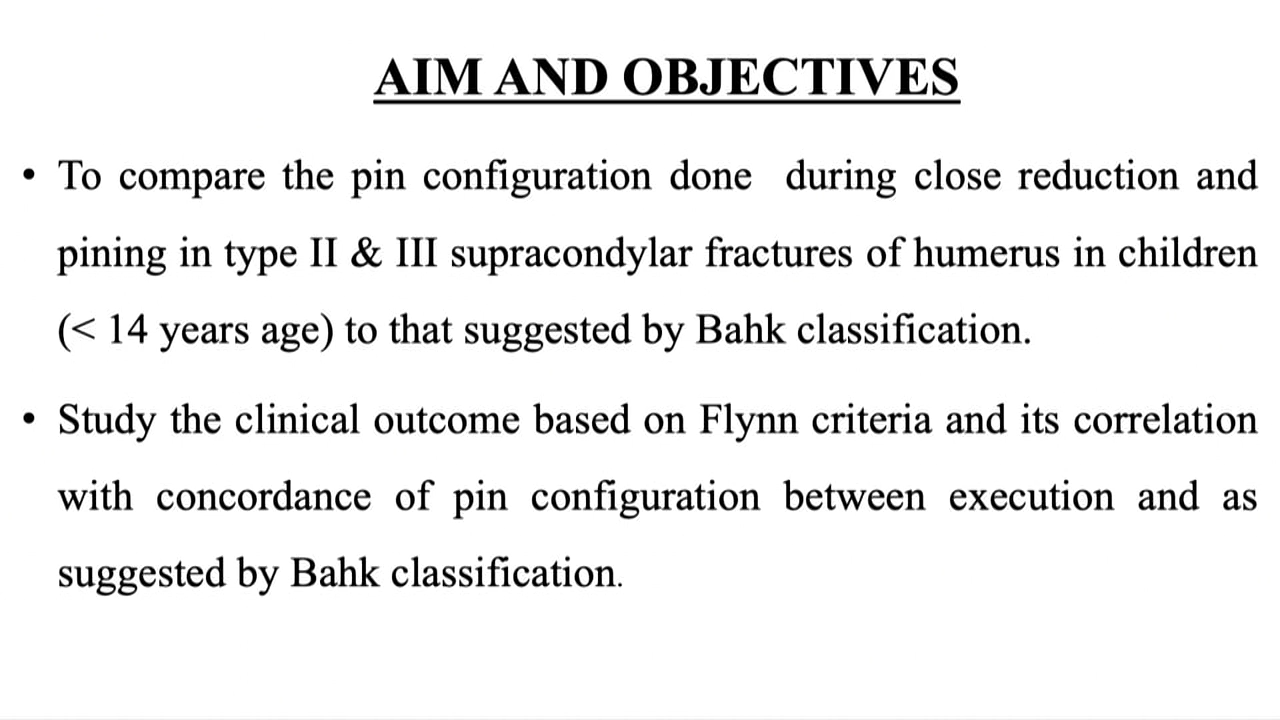 AIM AND OBJECTIVES
• To compare the pin configuration done during close reduction and
pining in type II & III supracondylar fractures of humerus in children
(< 14 years age) to that suggested by Bahk classification.
• Study the clinical outcome based on Flynn criteria and its correlation
with concordance of pin configuration between execution and as
suggested by Bahk classification.